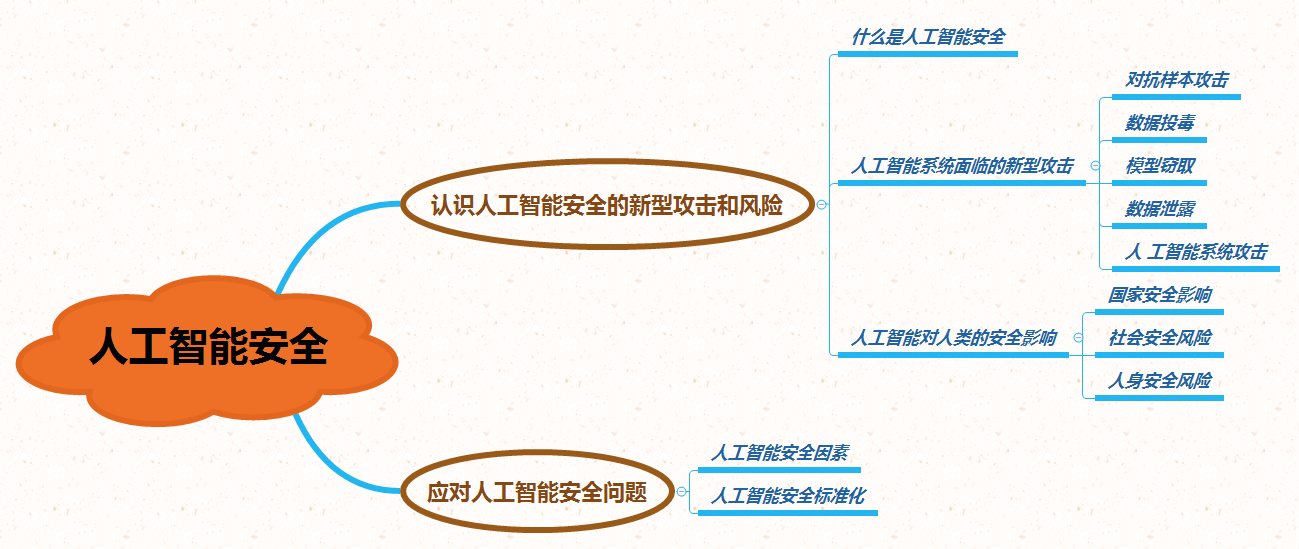 人工智能安全
认识人工智能安全的新型攻击和风险
什么是人工智能安全
人工智能系统面临的新型攻击
对抗样本攻击
数据投毒
模型窃取
数据泄露
人 工智能系统攻击
人工智能对人类的安全影响
国家安全影响
社会安全风险
人身安全风险
应对人工智能安全问题
人工智能安全因素
人工智能安全标准化